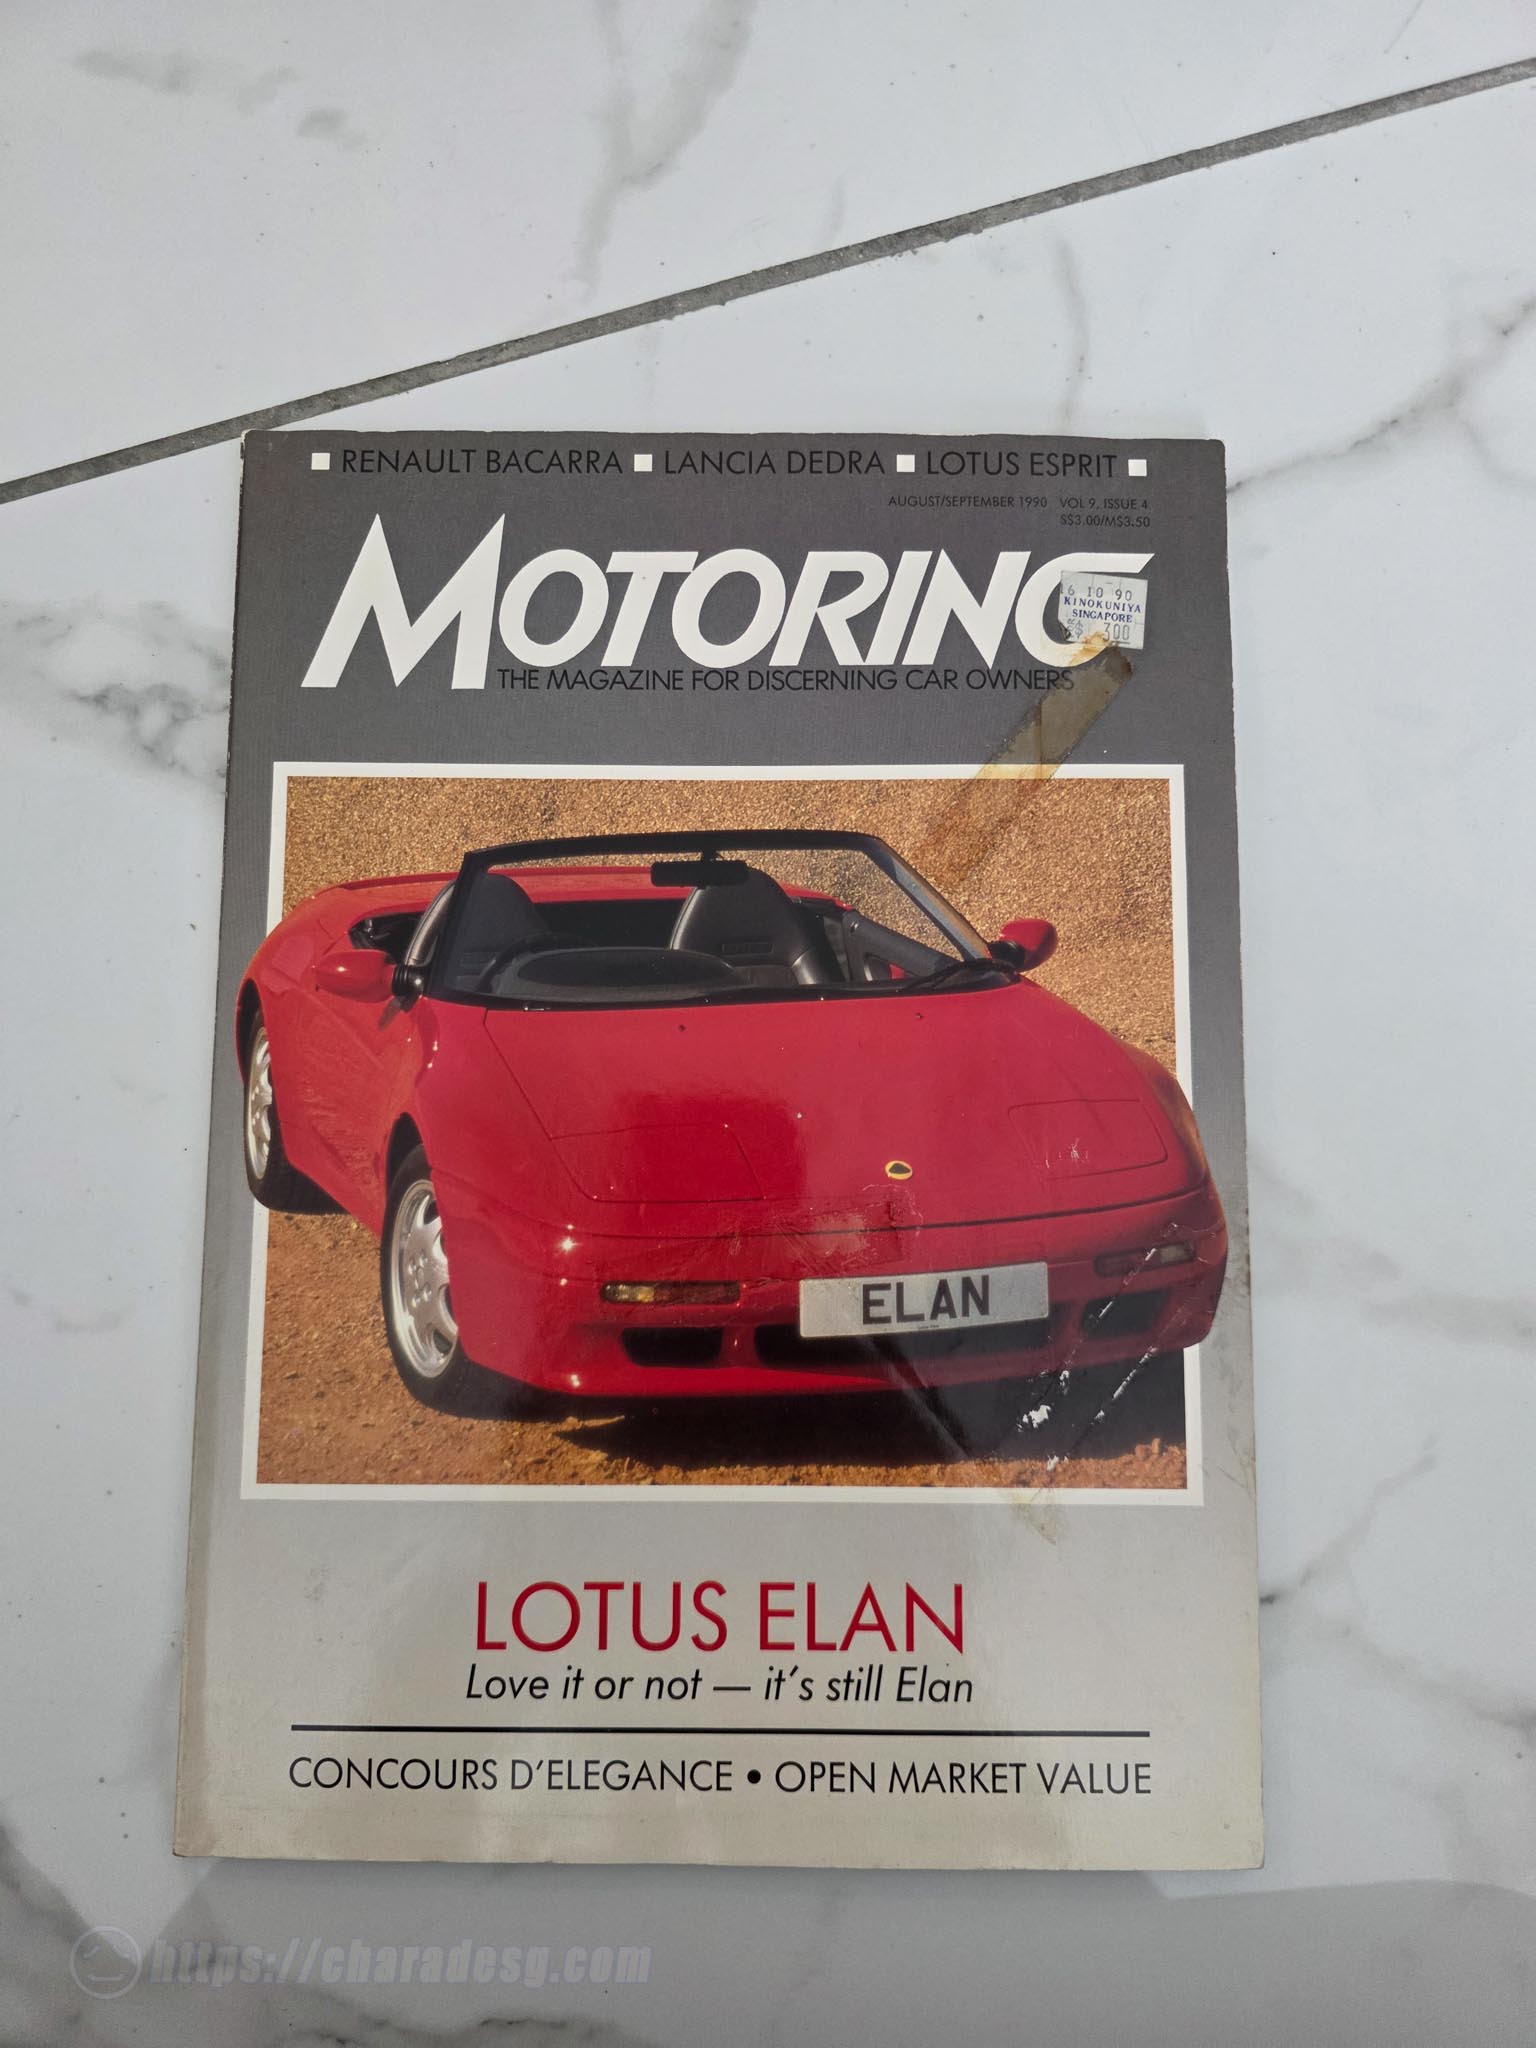 ■ RENAULT BACARRA ■ LANCIA DEDRA ■ LOTUS ESPRIT ■
AUGUST/SEPTEMBER 1990 VOL 9, ISSUE 4
S$3.00/M$3.50
MOTORING
6 10 90
KINOKUNIYA
SINGAPORE
300
THE MAGAZINE FOR DISCERNING CAR OWNERS
ELAN
LOTUS ELAN
Love it or not — it's still Elan
CONCOURS D'ELEGANCE • OPEN MARKET VALUE
https://charadesg.com